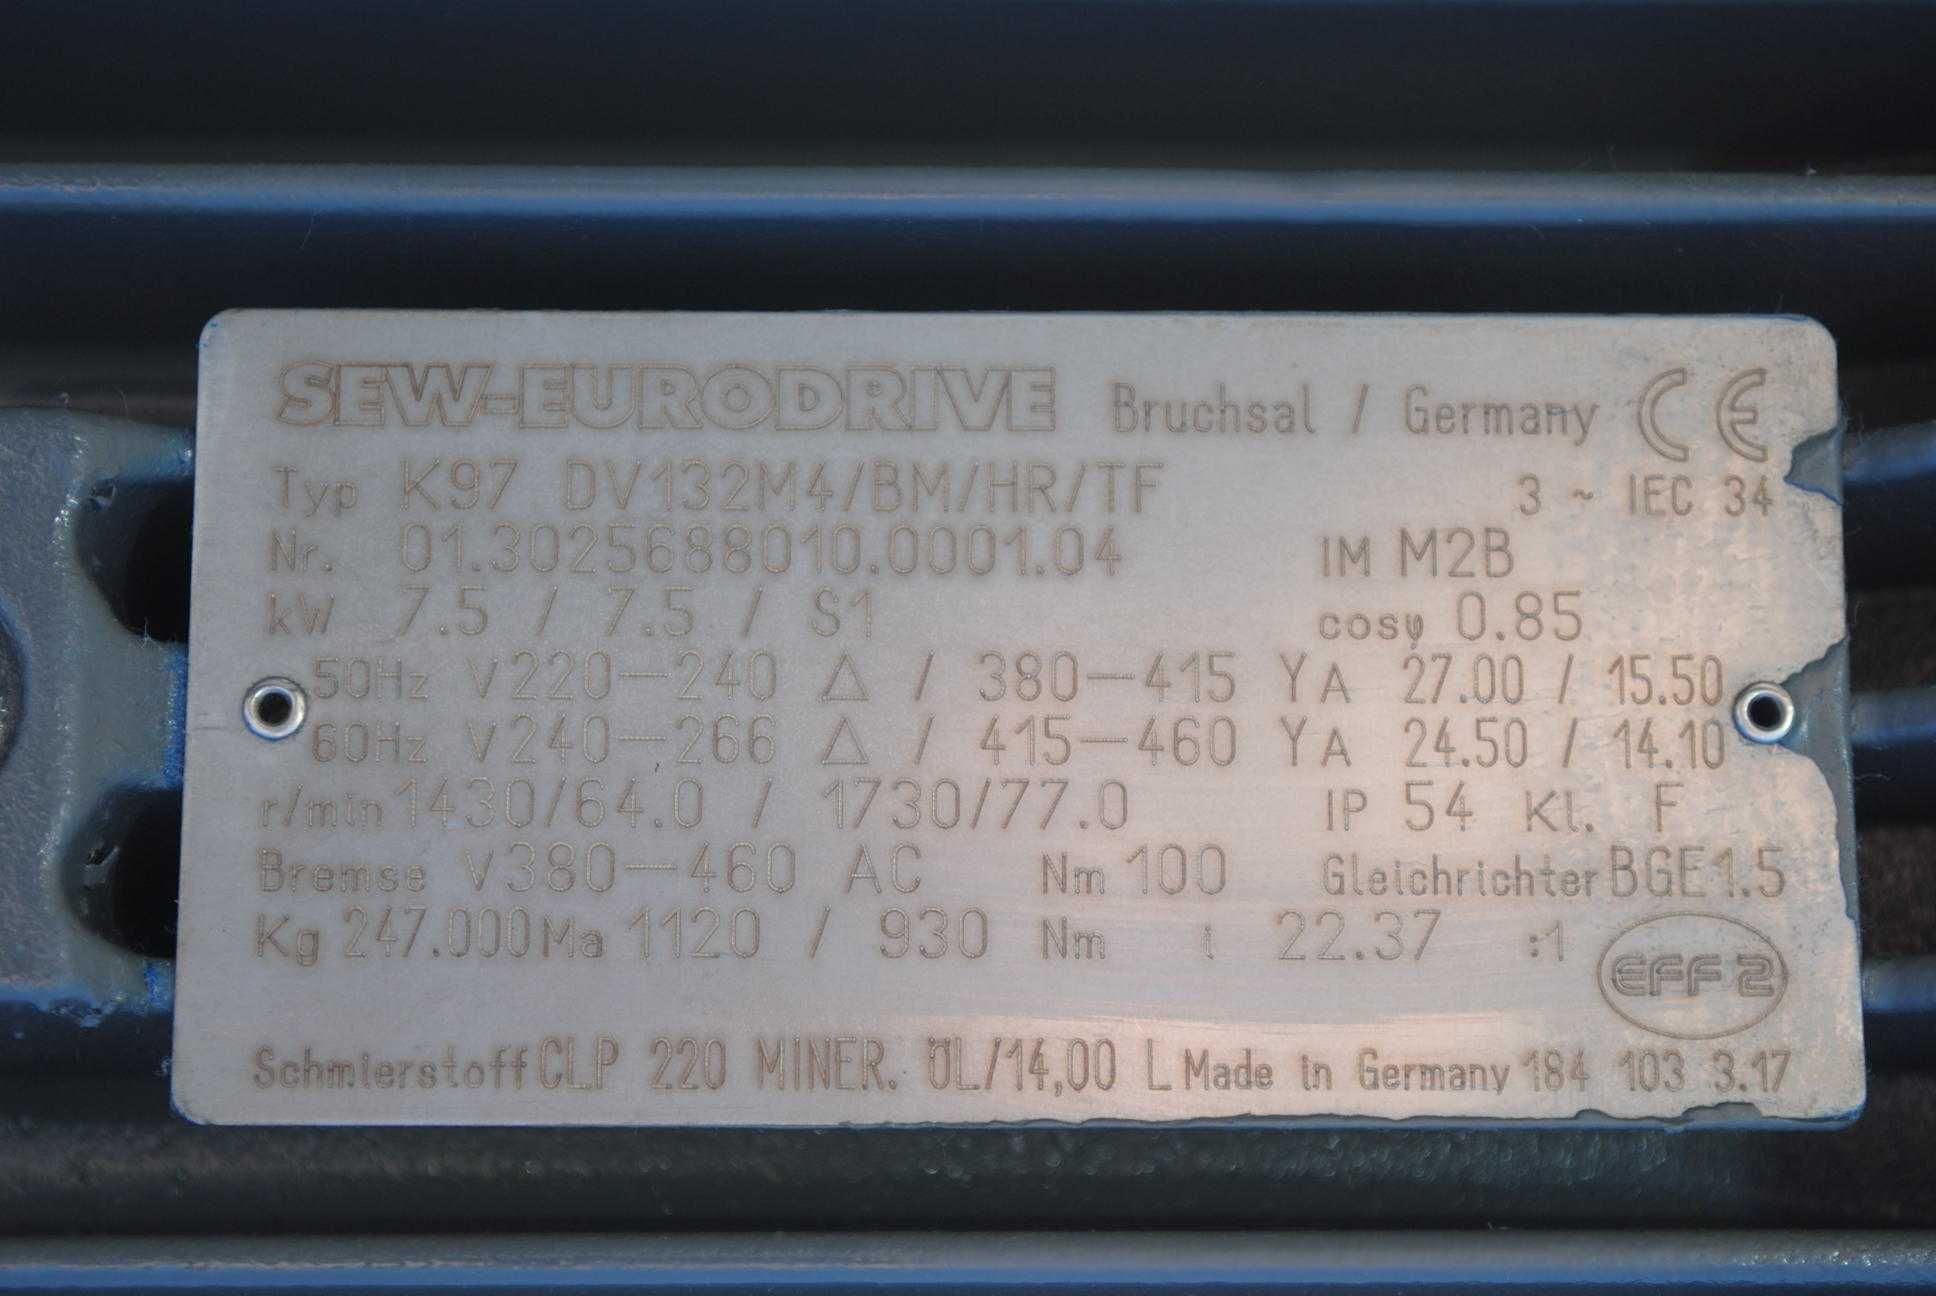 SEW-EURODRIVE Bruchsal / Germany CE
Typ K97 DV132M4/BM/HR/TF 3 ~ IEC 34
Nr. 01.3025688010.0001.04 IM M2B
kW 7.5 / 7.5 / S1 cosφ 0.85
50Hz V220-240 Δ / 380-415 Y A 27.00 / 15.50
60Hz V240-266 Δ / 415-460 Y A 24.50 / 14.10
r/min 1430/64.0 / 1730/77.0 IP 54 Kl. F
Bremse V380-460 AC Nm 100 Gleichrichter BGE1.5
Kg 247.000 Ma 1120 / 930 Nm i 22.37 :1
EFF 2
Schmierstoff CLP 220 MINER. ÖL/14,00 L Made in Germany 184 103 3.17